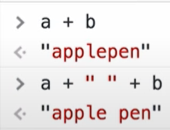 > a + b
<· "applepen"
> a + " " + b
<· "apple pen"